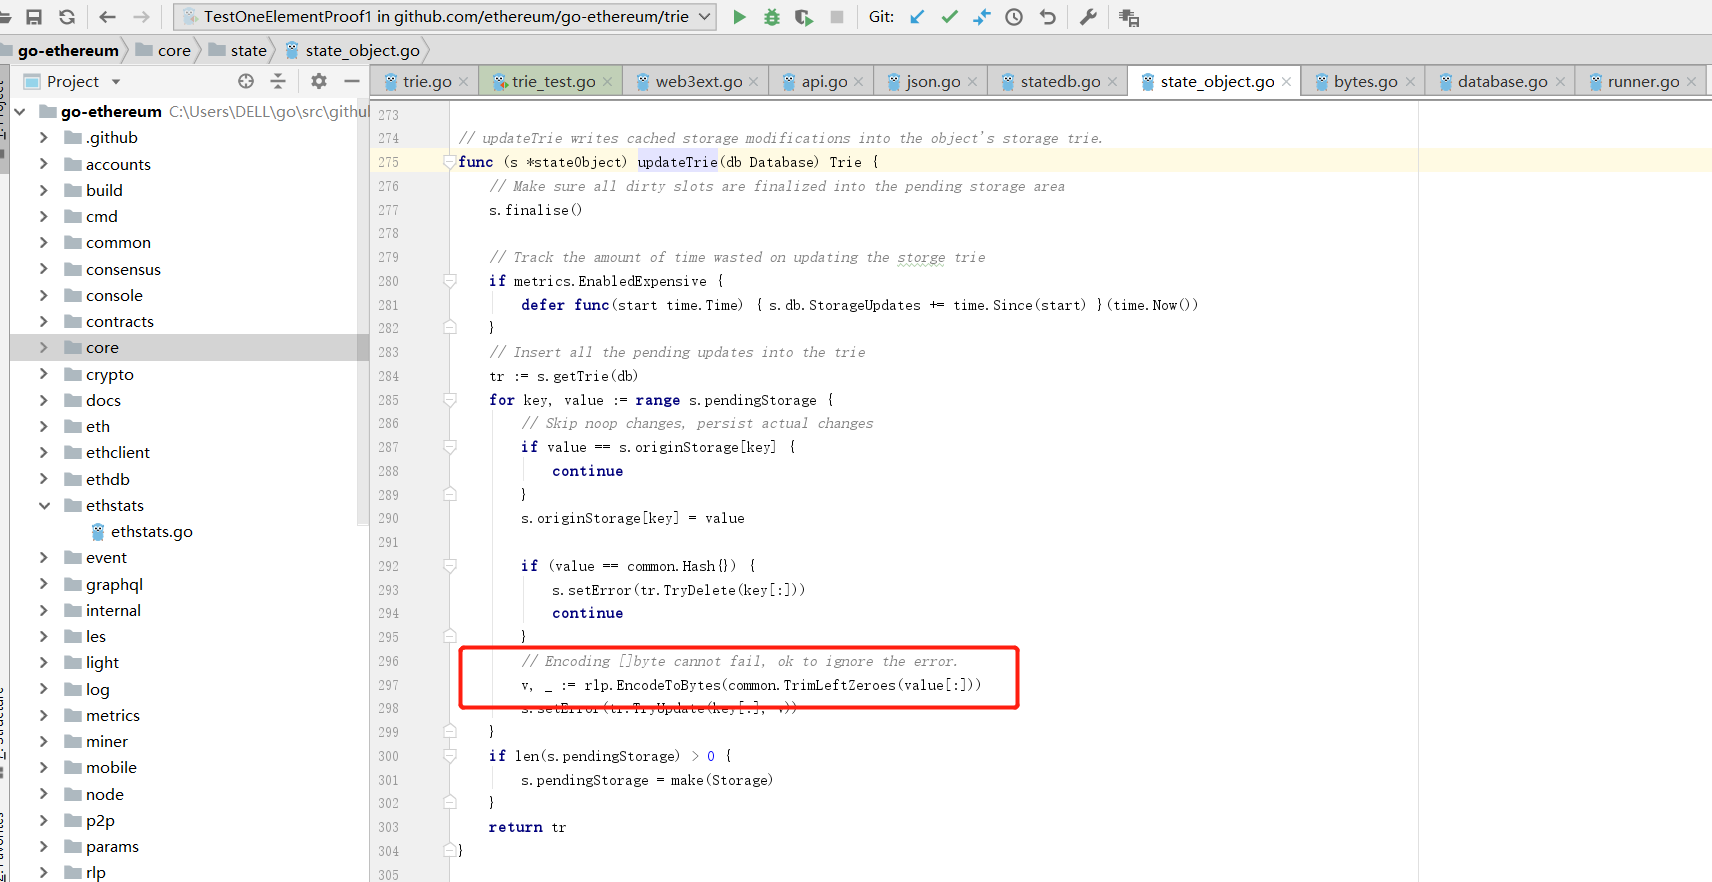 TestOneElementProof1 in github.com/ethereum/go-ethereum/trie
Git:
go-ethereum
core
state
state_object.go
Project
trie.go
trie_test.go
web3ext.go
api.go
json.go
statedb.go
state_object.go
bytes.go
database.go
runner.go
go-ethereum C:\Users\DELL\go\src\githu
.github
accounts
build
cmd
common
consensus
console
contracts
core
crypto
docs
eth
ethclient
ethdb
ethstats
ethstats.go
event
graphql
internal
les
light
log
metrics
miner
mobile
node
p2p
params
rlp
273
274 // updateTrie writes cached storage modifications into the object's storage trie.
275 func (s *stateObject) updateTrie(db Database) Trie {
276 // Make sure all dirty slots are finalized into the pending storage area
277 s.finalise()
278
279 // Track the amount of time wasted on updating the storge trie
280 if metrics.EnabledExpensive {
281 defer func(start time.Time) { s.db.StorageUpdates += time.Since(start) }(time.Now())
282 }
283 // Insert all the pending updates into the trie
284 tr := s.getTrie(db)
285 for key, value := range s.pendingStorage {
286 // Skip noop changes, persist actual changes
287 if value == s.originStorage[key] {
288 continue
289 }
290 s.originStorage[key] = value
291
292 if (value == common.Hash{}) {
293 s.setError(tr.TryDelete(key[:]))
294 continue
295 }
296 // Encoding []byte cannot fail, ok to ignore the error.
297 v, _ := rlp.EncodeToBytes(common.TrimLeftZeroes(value[:]))
298 s.setError(tr.TryUpdate(key[:], v))
299 }
300 if len(s.pendingStorage) > 0 {
301 s.pendingStorage = make(Storage)
302 }
303 return tr
304 }
305